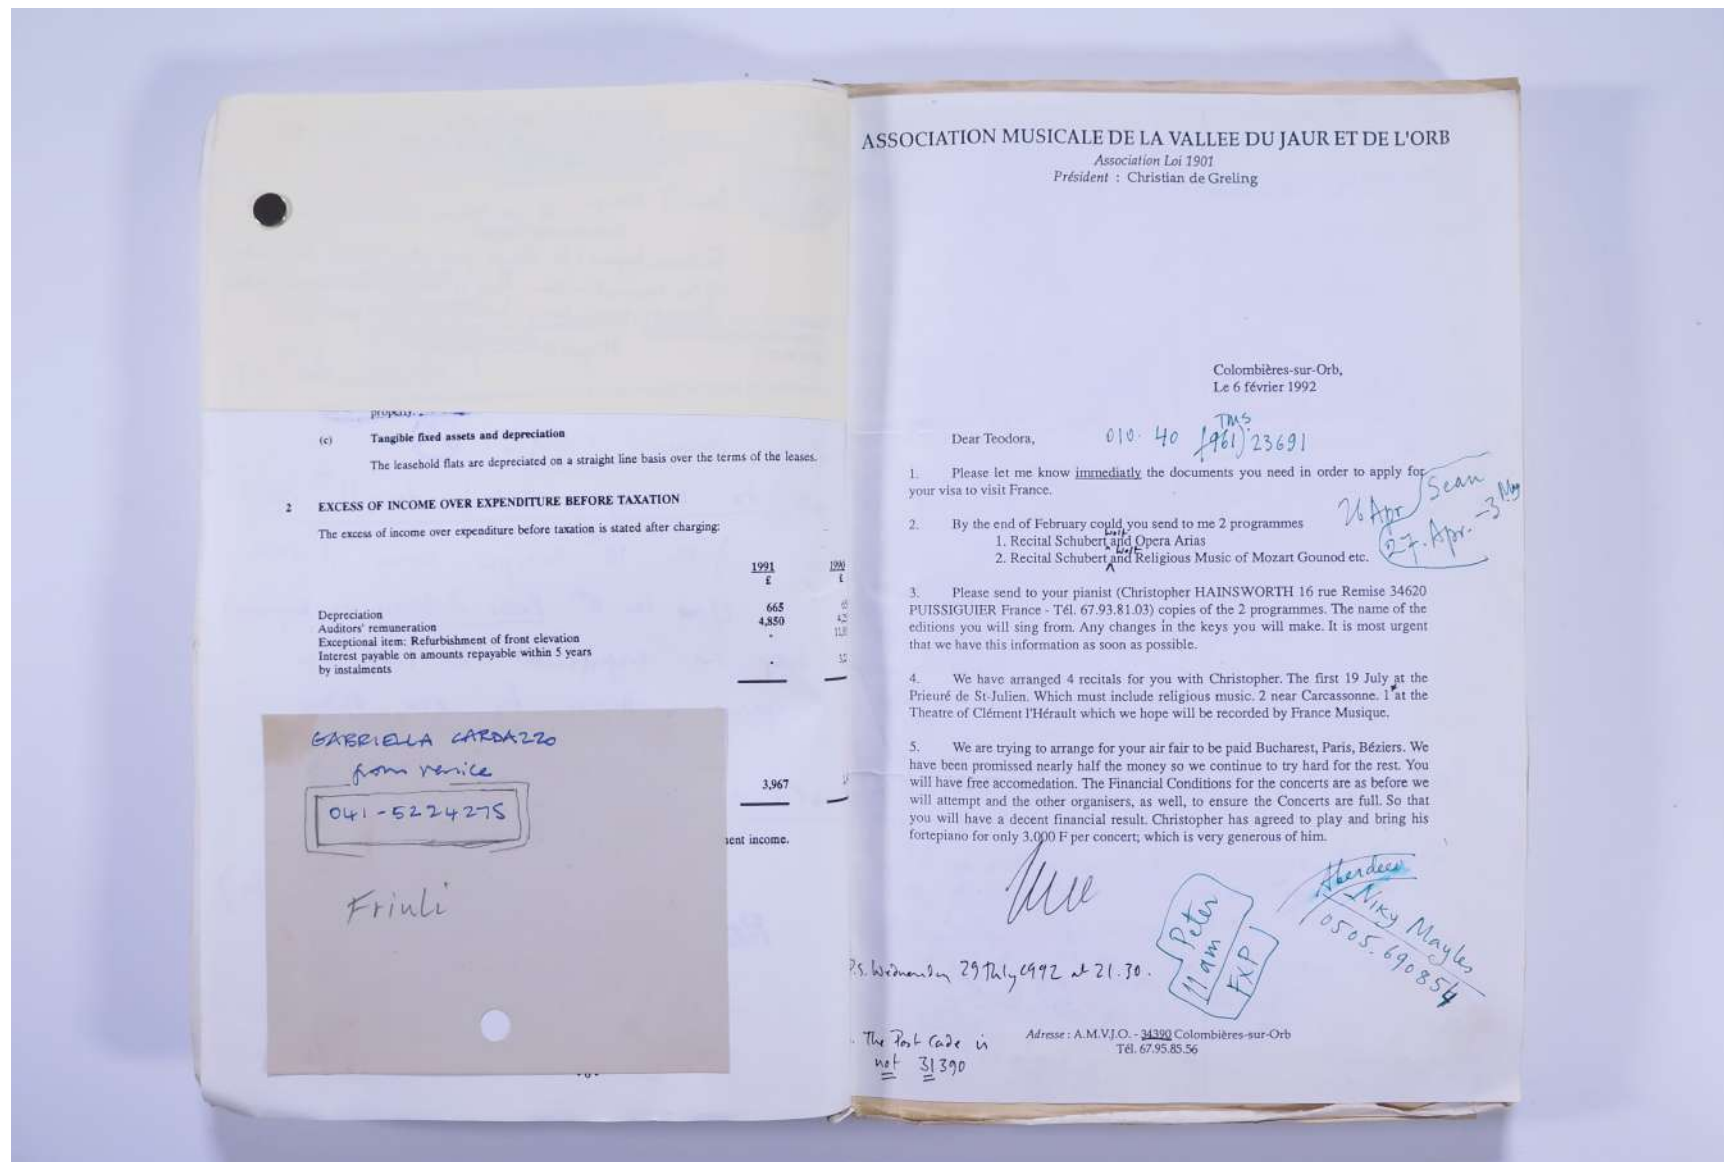 (c) Tangible fixed assets and depreciation
The leasehold flats are depreciated on a straight line basis over the terms of the leases.
2 EXCESS OF INCOME OVER EXPENDITURE BEFORE TAXATION
The excess of income over expenditure before taxation is stated after charging:
1991 1990
£ £
Depreciation 665
Auditors' remuneration 4,850
Exceptional item: Refurbishment of front elevation -
Interest payable on amounts repayable within 5 years
by instalments -
3,967
ent income.
GABRIELLA CARDAZZO
from venice
041-5224275
Friuli
ASSOCIATION MUSICALE DE LA VALLEE DU JAUR ET DE L'ORB
Association Loi 1901
Président : Christian de Greling
Colombières-sur-Orb,
Le 6 février 1992
TMS
Dear Teodora, 010. 40 (961) 23691
1. Please let me know immediatly the documents you need in order to apply for
your visa to visit France.
Sean
26 Apr
27. Apr. - 3 May
2. By the end of February could you send to me 2 programmes
1. Recital Schubert Wolf and Opera Arias
2. Recital Schubert Wolf and Religious Music of Mozart Gounod etc.
3. Please send to your pianist (Christopher HAINSWORTH 16 rue Remise 34620
PUISSIGUIER France - Tél. 67.93.81.03) copies of the 2 programmes. The name of the
editions you will sing from. Any changes in the keys you will make. It is most urgent
that we have this information as soon as possible.
4. We have arranged 4 recitals for you with Christopher. The first 19 July at the
Prieuré de St-Julien. Which must include religious music. 2 near Carcassonne. 1 at the
Theatre of Clément l'Hérault which we hope will be recorded by France Musique.
5. We are trying to arrange for your air fair to be paid Bucharest, Paris, Béziers. We
have been promissed nearly half the money so we continue to try hard for the rest. You
will have free accomedation. The Financial Conditions for the concerts are as before we
will attempt and the other organisers, as well, to ensure the Concerts are full. So that
you will have a decent financial result. Christopher has agreed to play and bring his
fortepiano for only 3.000 F per concert; which is very generous of him.
Aberdeen
Niky Mayles
0505.690854
Peter
11 am
FXP
P.S. Wednesday 29 July 1992 at 21.30.
Adresse : A.M.V.J.O. - 34390 Colombières-sur-Orb
Tél. 67.95.85.56
The Post Code is
not 31390